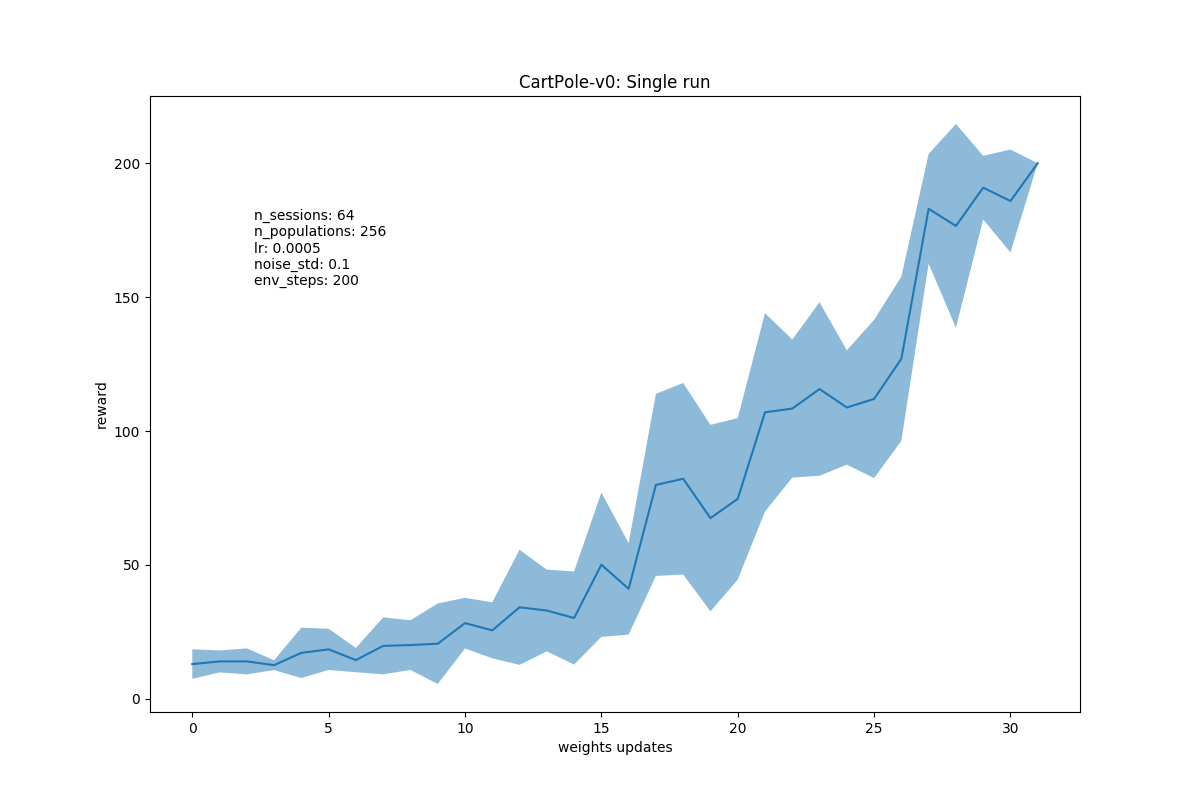 CartPole-v0: Single run
200
150
100
50
0
reward
n_sessions: 64
n_populations: 256
lr: 0.0005
noise_std: 0.1
env_steps: 200
0 5 10 15 20 25 30
weights updates